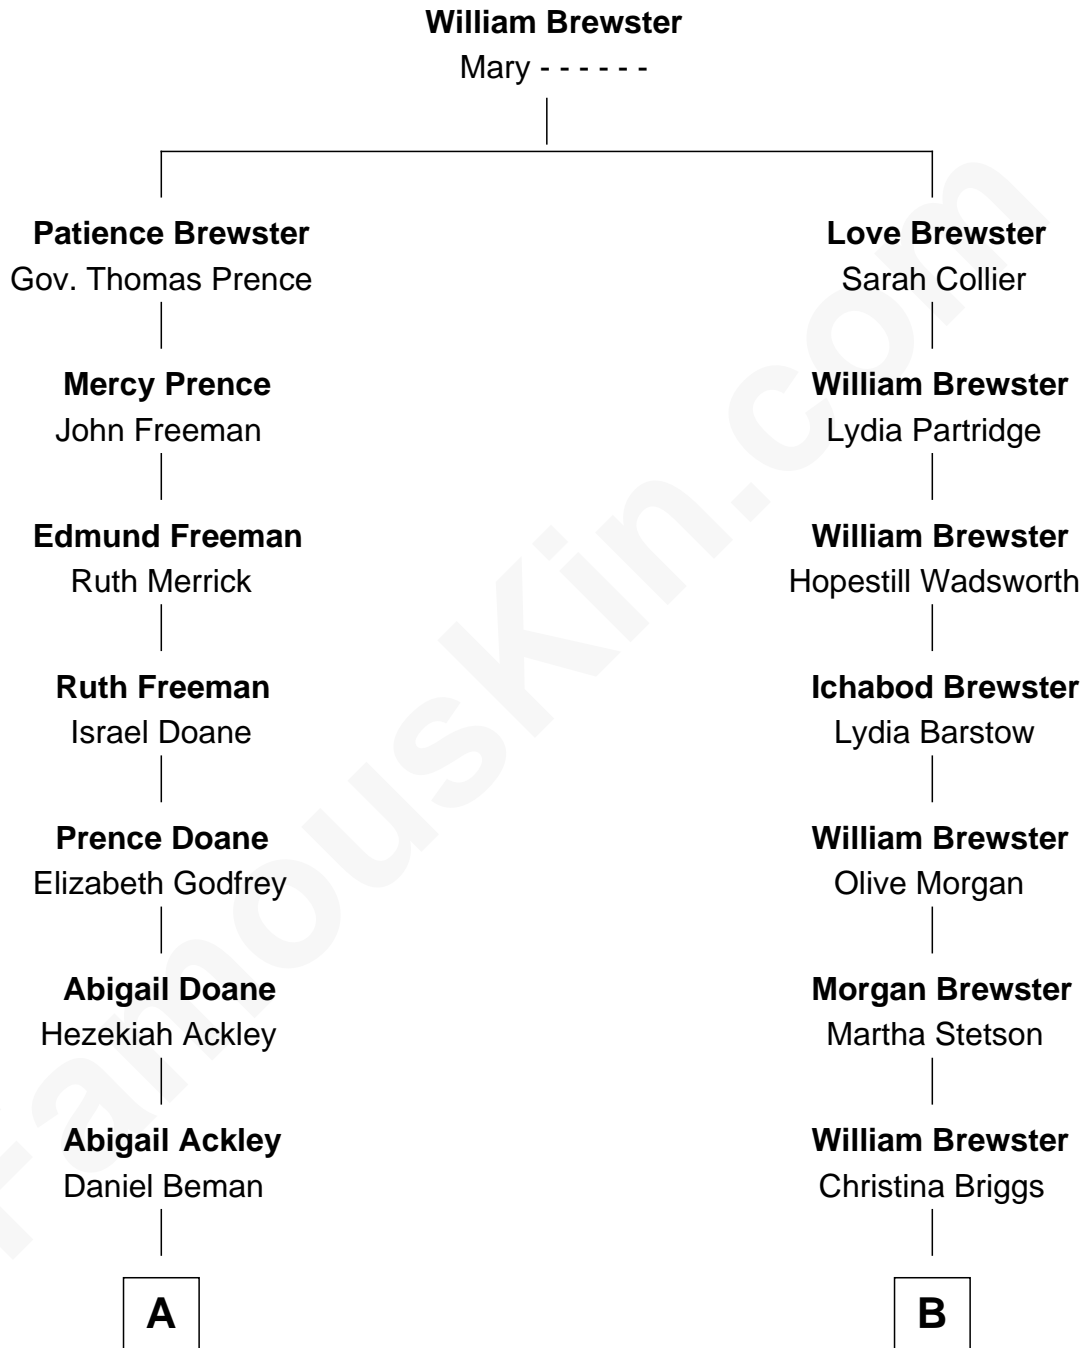 William Brewster
Mary - - - - - -
Patience Brewster
Gov. Thomas Prence
Love Brewster
Sarah Collier
Mercy Prence
John Freeman
William Brewster
Lydia Partridge
Edmund Freeman
Ruth Merrick
William Brewster
Hopestill Wadsworth
Ruth Freeman
Israel Doane
Ichabod Brewster
Lydia Barstow
Prence Doane
Elizabeth Godfrey
William Brewster
Olive Morgan
Abigail Doane
Hezekiah Ackley
Morgan Brewster
Martha Stetson
Abigail Ackley
Daniel Beman
William Brewster
Christina Briggs
A
B
FamousKin.com